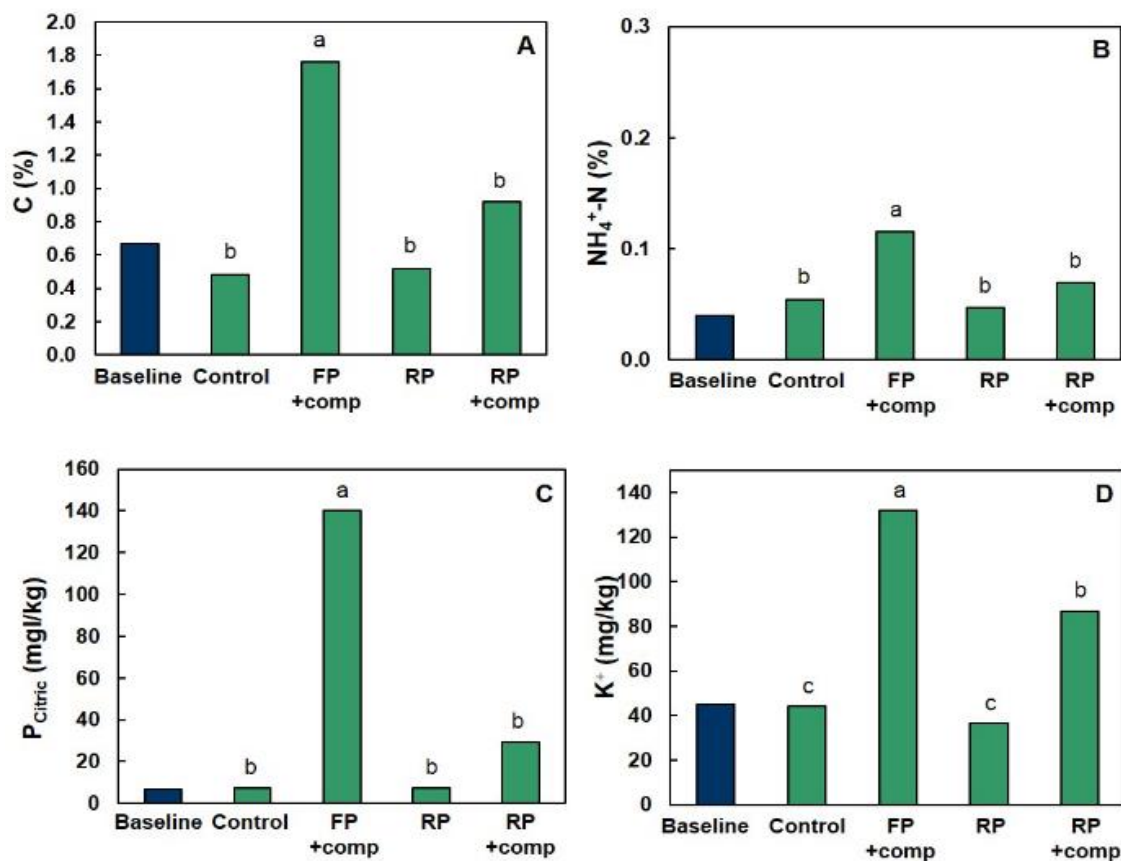 A
C (%)
2.0
1.8
1.6
1.4
1.2
1.0
0.8
0.6
0.4
0.2
0.0
b
a
b
b
Baseline Control FP +comp RP RP +comp
B
NH₄⁺-N (%)
0.3
0.2
0.1
0.0
b
a
b
b
Baseline Control FP +comp RP RP +comp
C
P_Citric (mgl/kg)
160
140
120
100
80
60
40
20
0
b
a
b
b
Baseline Control FP +comp RP RP +comp
D
K⁺ (mg/kg)
140
120
100
80
60
40
20
0
c
a
c
b
Baseline Control FP +comp RP RP +comp